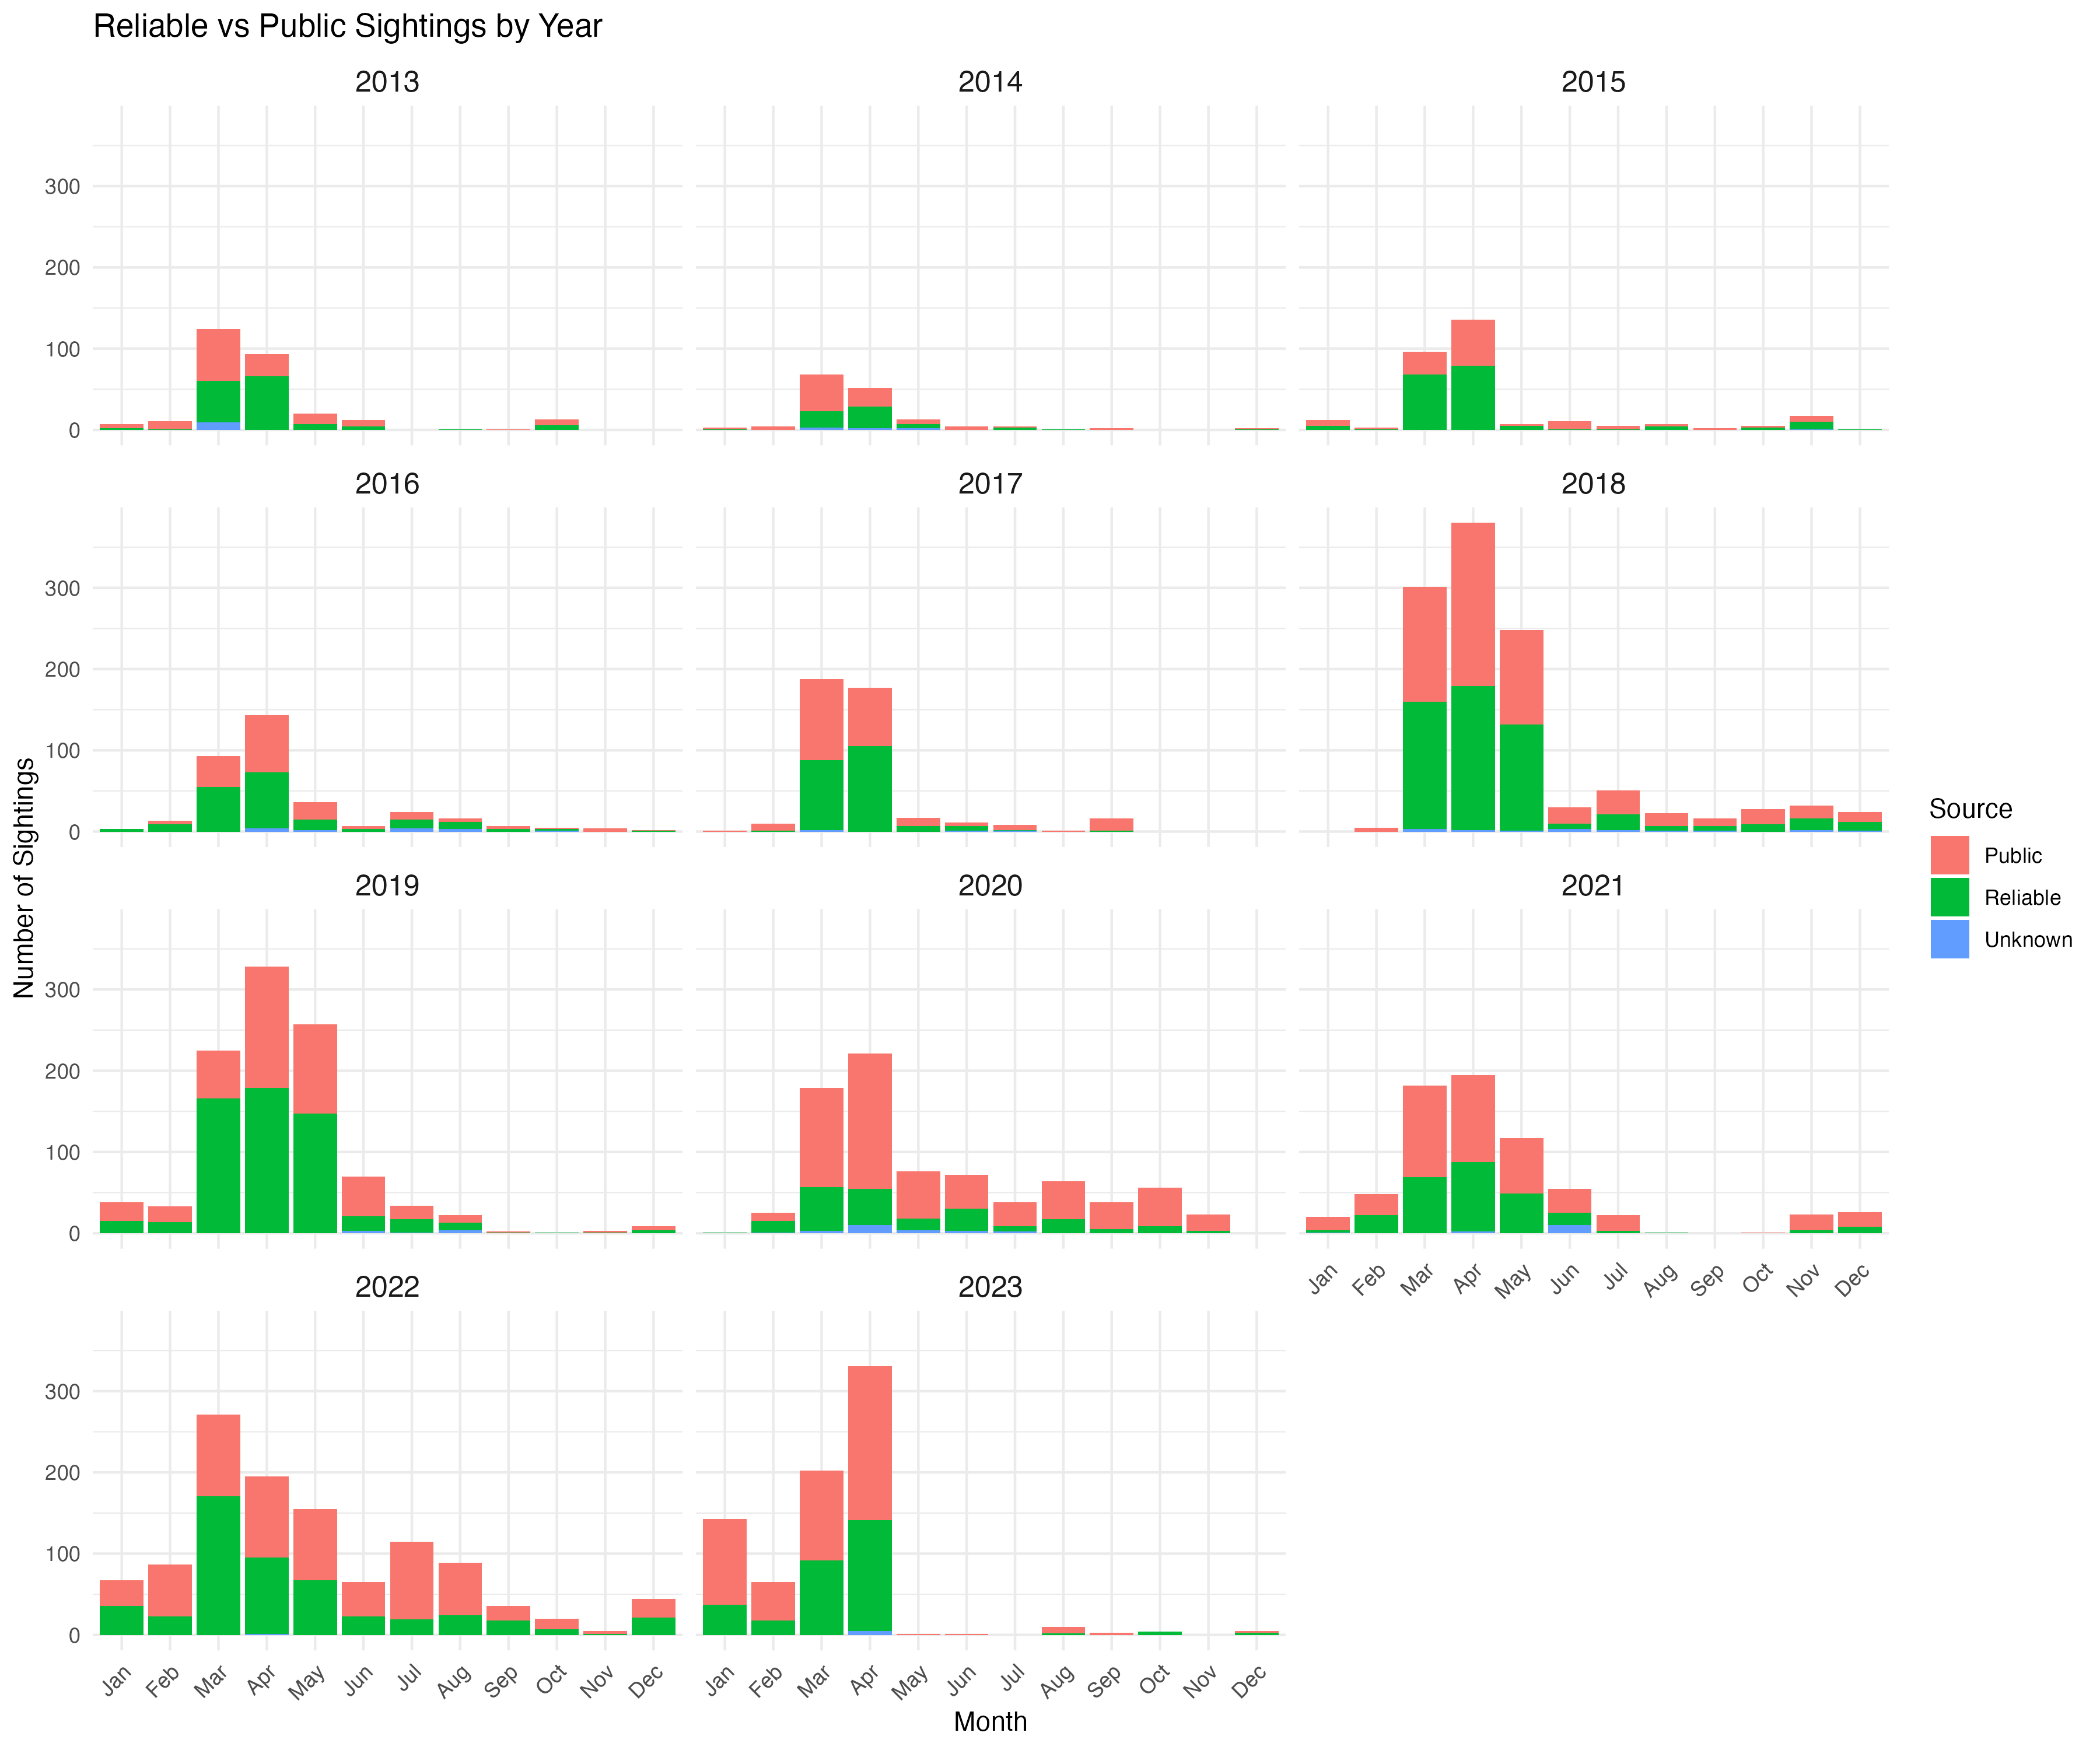 Reliable vs Public Sightings by Year
2013 2014 2015
300
200
100
0
2016 2017 2018
300
200
100
0
2019 2020 2021
300
200
100
0
Jan Feb Mar Apr May Jun Jul Aug Sep Oct Nov Dec
2022 2023
300
200
100
0
Jan Feb Mar Apr May Jun Jul Aug Sep Oct Nov Dec Jan Feb Mar Apr May Jun Jul Aug Sep Oct Nov Dec
Month
Number of Sightings
Source
Public
Reliable
Unknown